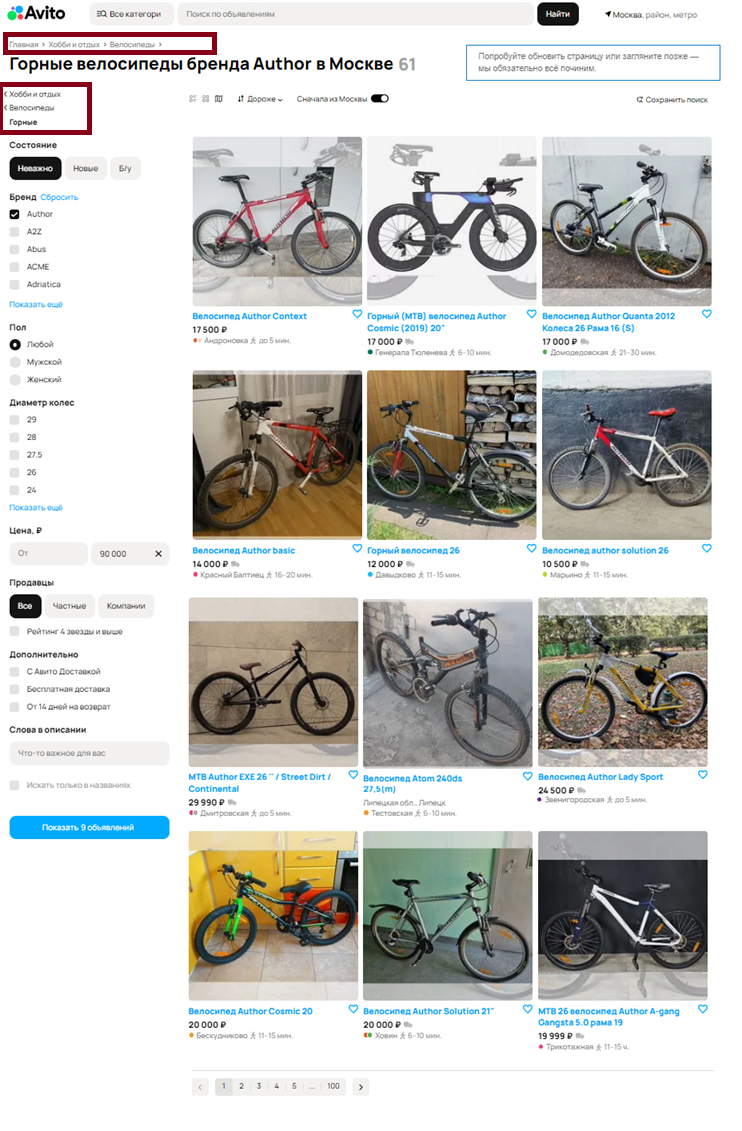 Avito
Все категори
Поиск по объявлениям
Найти
Москва, район, метро
Главная > Хобби и отдых > Велосипеды >
Горные велосипеды бренда Author в Москве 61
Попробуйте обновить страницу или загляните позже —
мы обязательно всё починим.
Хобби и отдых
Велосипеды
Горные
Дороже
Сначала из Москвы
Сохранить поиск
Состояние
Неважно
Новые
Б/у
Бренд Сбросить
Author
A2Z
Abus
ACME
Adriatica
Показать ещё
Пол
Любой
Мужской
Женский
Диаметр колес
29
28
27.5
26
24
Показать ещё
Цена, ₽
От
90 000
Продавцы
Все
Частные
Компании
Рейтинг 4 звезды и выше
Дополнительно
С Авито Доставкой
Бесплатная доставка
От 14 дней на возврат
Слова в описании
Что-то важное для вас
Искать только в названиях
Показать 9 объявлений
Велосипед Author Context
17 500 ₽
Андроновка до 5 мин.
Горный (MTB) велосипед Author
Cosmic (2019) 20"
17 000 ₽
Генерала Тюленева 6–10 мин.
Велосипед Author Quanta 2012
Колеса 26 Рама 16 (S)
17 000 ₽
Домодедовская 21–30 мин.
Велосипед Author basic
14 000 ₽
Красный Балтиец 16–20 мин.
Горный велосипед 26
12 000 ₽
Давыдково 11–15 мин.
Велосипед author solution 26
10 500 ₽
Марьино 11–15 мин.
MTB Author EXE 26 '' / Street Dirt /
Continental
29 990 ₽
Дмитровская до 5 мин.
Велосипед Atom 240ds
27,5(m)
Липецкая обл., Липецк
Тестовская 6–10 мин.
Велосипед Author Lady Sport
24 500 ₽
Звенигородская до 5 мин.
Велосипед Author Cosmic 20
20 000 ₽
Бескудниково 11–15 мин.
Велосипед Author Solution 21"
20 000 ₽
Ховин 6–10 мин.
MTB 26 велосипед Author A-gang
Gangsta 5.0 рама 19
19 999 ₽
Трикотажная 11–15 ч.
1 2 3 4 5 ... 100